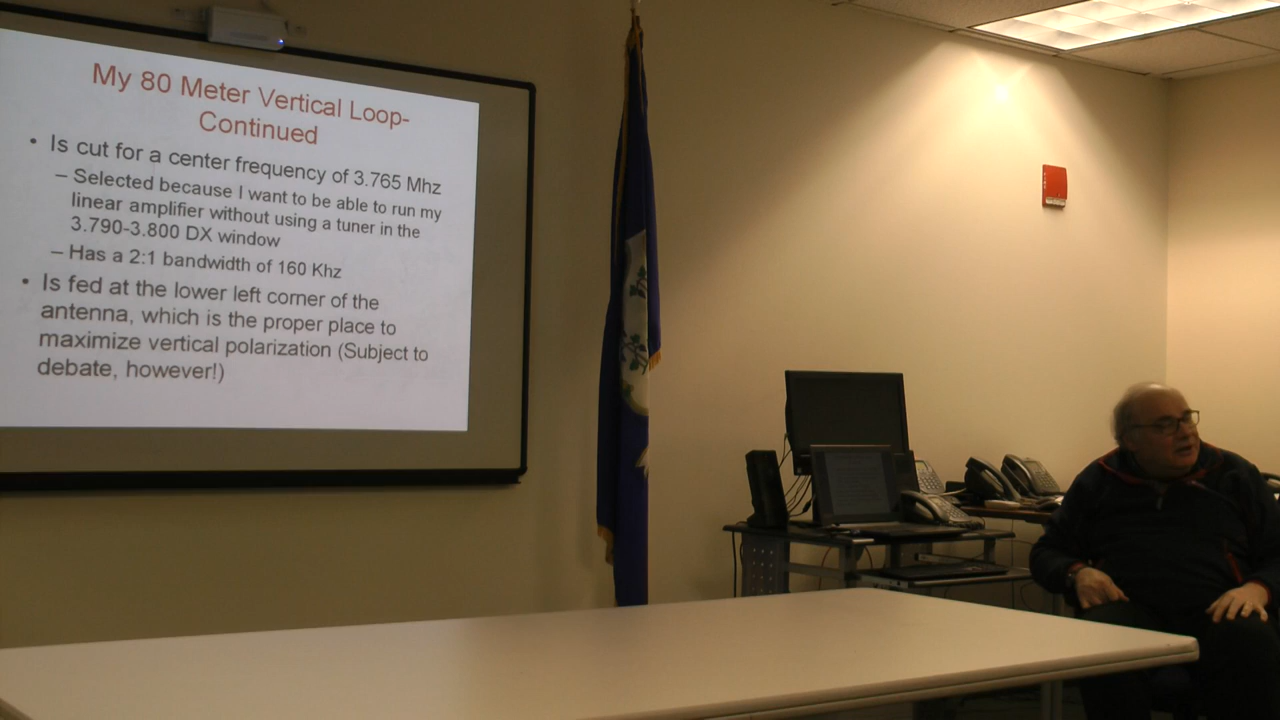 My 80 Meter Vertical Loop-
Continued
• Is cut for a center frequency of 3.765 Mhz
– Selected because I want to be able to run my
linear amplifier without using a tuner in the
3.790-3.800 DX window
– Has a 2:1 bandwidth of 160 Khz
• Is fed at the lower left corner of the
antenna, which is the proper place to
maximize vertical polarization (Subject to
debate, however!)